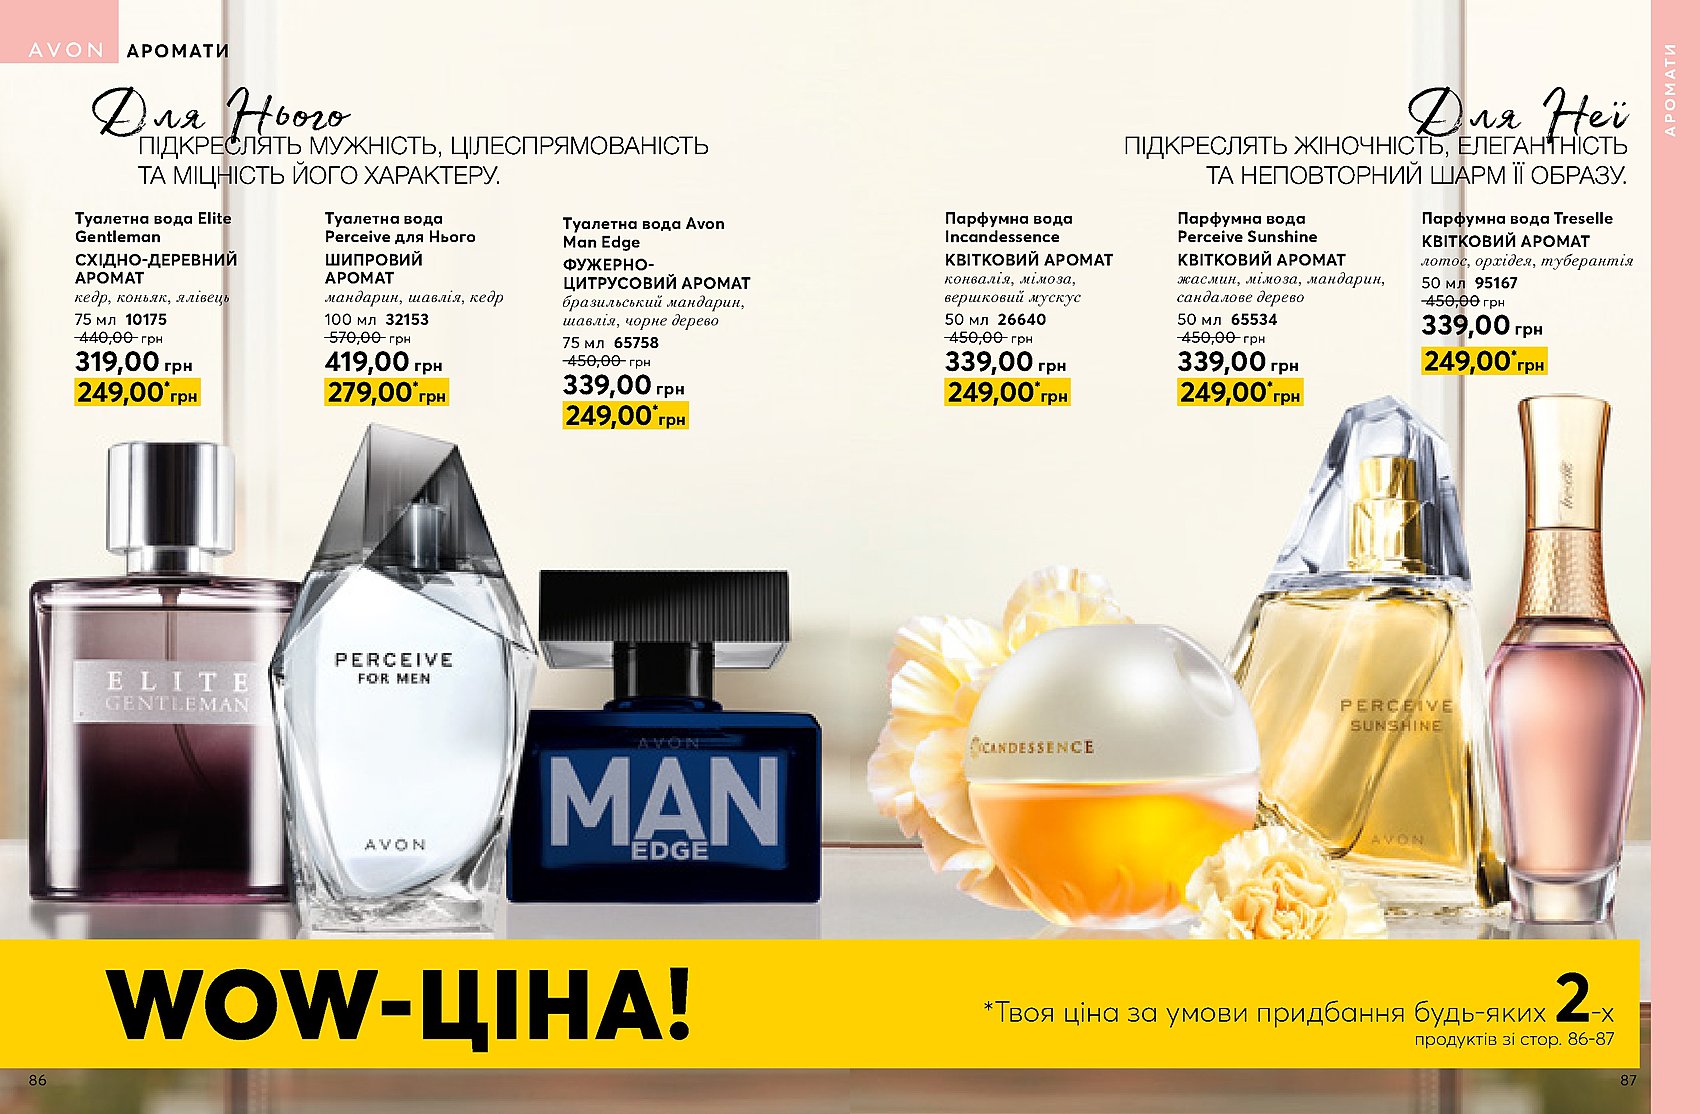 AVON АРОМАТИ
Для Нього
ПІДКРЕСЛЯТЬ МУЖНІСТЬ, ЦІЛЕСПРЯМОВАНІСТЬ
ТА МІЦНІСТЬ ЙОГО ХАРАКТЕРУ.
Туалетна вода Elite
Gentleman
СХІДНО-ДЕРЕВНИЙ
АРОМАТ
кедр, коньяк, ялівець
75 мл 10175
440,00 грн
319,00 грн
249,00* грн
Туалетна вода
Perceive для Нього
ШИПРОВИЙ
АРОМАТ
мандарин, шавлія, кедр
100 мл 32153
570,00 грн
419,00 грн
279,00* грн
Туалетна вода Avon
Man Edge
ФУЖЕРНО-
ЦИТРУСОВИЙ АРОМАТ
бразильський мандарин,
шавлія, чорне дерево
75 мл 65758
450,00 грн
339,00 грн
249,00* грн
ELITE
GENTLEMAN
PERCEIVE
FOR MEN
AVON
AVON
MAN
EDGE
Для Неї
ПІДКРЕСЛЯТЬ ЖІНОЧНІСТЬ, ЕЛЕГАНТНІСТЬ
ТА НЕПОВТОРНИЙ ШАРМ ЇЇ ОБРАЗУ.
Парфумна вода
Incandessence
КВІТКОВИЙ АРОМАТ
конвалія, мімоза,
вершковий мускус
50 мл 26640
450,00 грн
339,00 грн
249,00* грн
Парфумна вода
Perceive Sunshine
КВІТКОВИЙ АРОМАТ
жасмин, мімоза, мандарин,
сандалове дерево
50 мл 65534
450,00 грн
339,00 грн
249,00* грн
Парфумна вода Treselle
КВІТКОВИЙ АРОМАТ
лотос, орхідея, туберантія
50 мл 95167
450,00 грн
339,00 грн
249,00* грн
INCANDESSENCE
PERCEIVE
SUNSHINE
AVON
treselle
АРОМАТИ
WOW-ЦІНА!
*Твоя ціна за умови придбання будь-яких 2-х
продуктів зі стор. 86-87
86
87